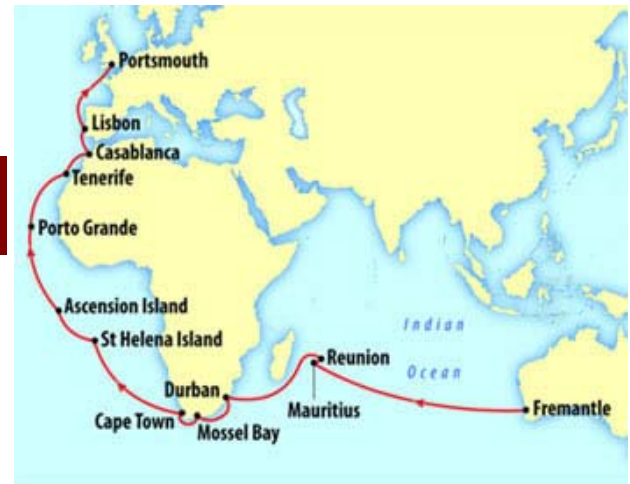 Portsmouth
Lisbon
Casablanca
Tenerife
Porto Grande
Ascension Island
St Helena Island
Indian
Ocean
Reunion
Durban
Mauritius
Cape Town
Mossel Bay
Fremantle